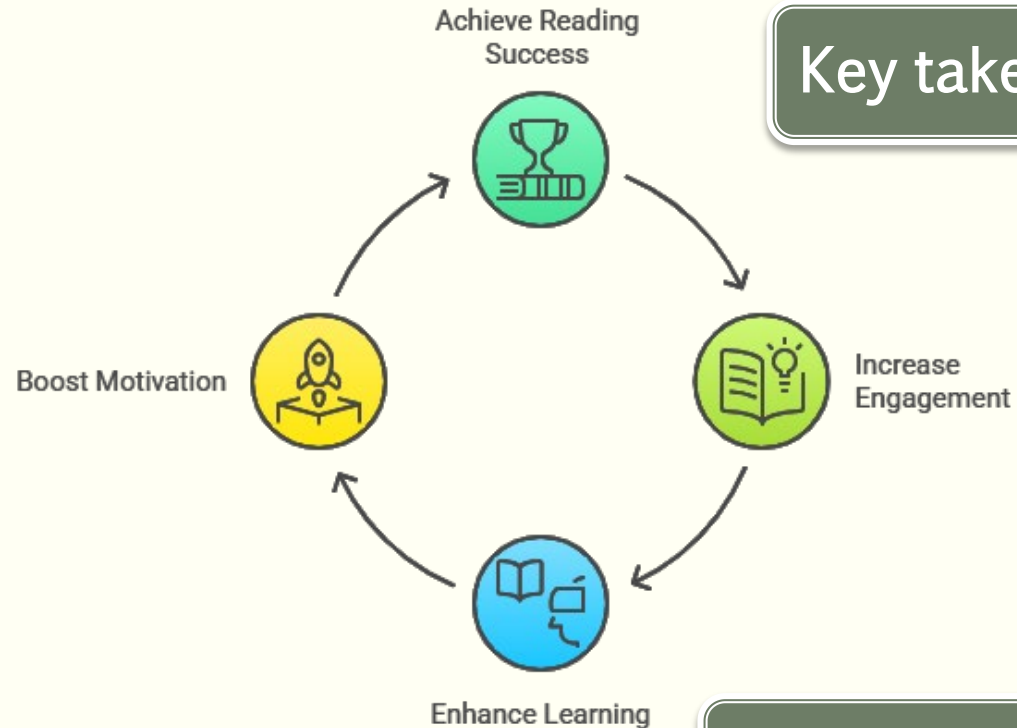 Achieve Reading
Success
Key take
Boost Motivation
Increase
Engagement
Enhance Learning